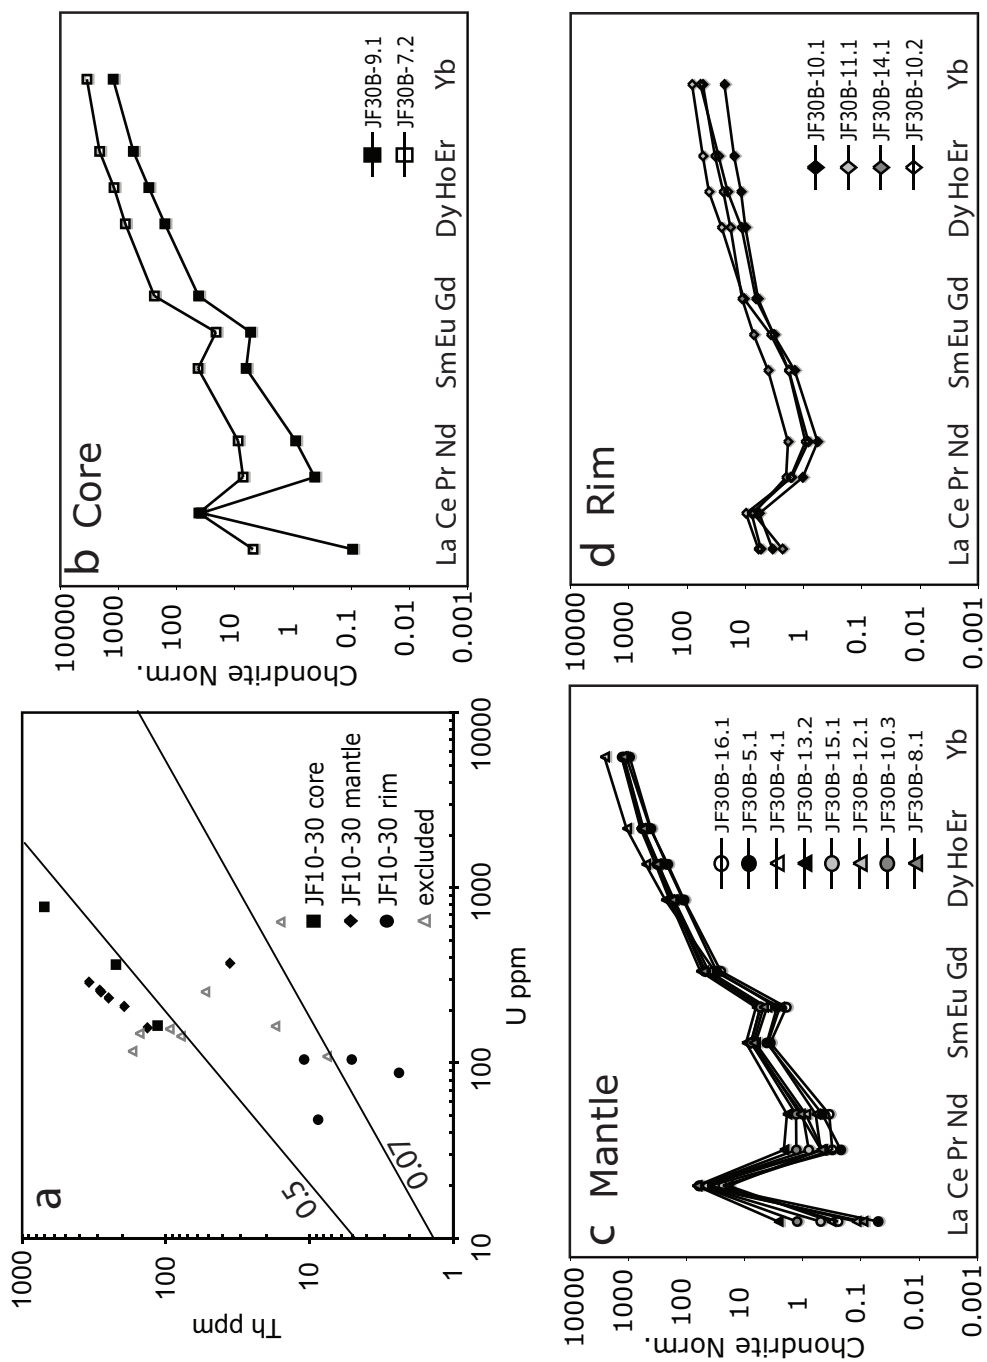 a
1000
100
10
1
Th ppm
10
100
1000
10000
U ppm
0.5
0.07
JF10-30 core
JF10-30 mantle
JF10-30 rim
excluded
b Core
10000
1000
100
10
1
0.1
0.01
0.001
Chondrite Norm.
La Ce Pr Nd Sm Eu Gd Dy Ho Er Yb
JF30B-9.1
JF30B-7.2
c Mantle
10000
1000
100
10
1
0.1
0.01
0.001
Chondrite Norm.
La Ce Pr Nd Sm Eu Gd Dy Ho Er Yb
JF30B-16.1
JF30B-5.1
JF30B-4.1
JF30B-13.2
JF30B-15.1
JF30B-12.1
JF30B-10.3
JF30B-8.1
d Rim
10000
1000
100
10
1
0.1
0.01
0.001
La Ce Pr Nd Sm Eu Gd Dy Ho Er Yb
JF30B-10.1
JF30B-11.1
JF30B-14.1
JF30B-10.2